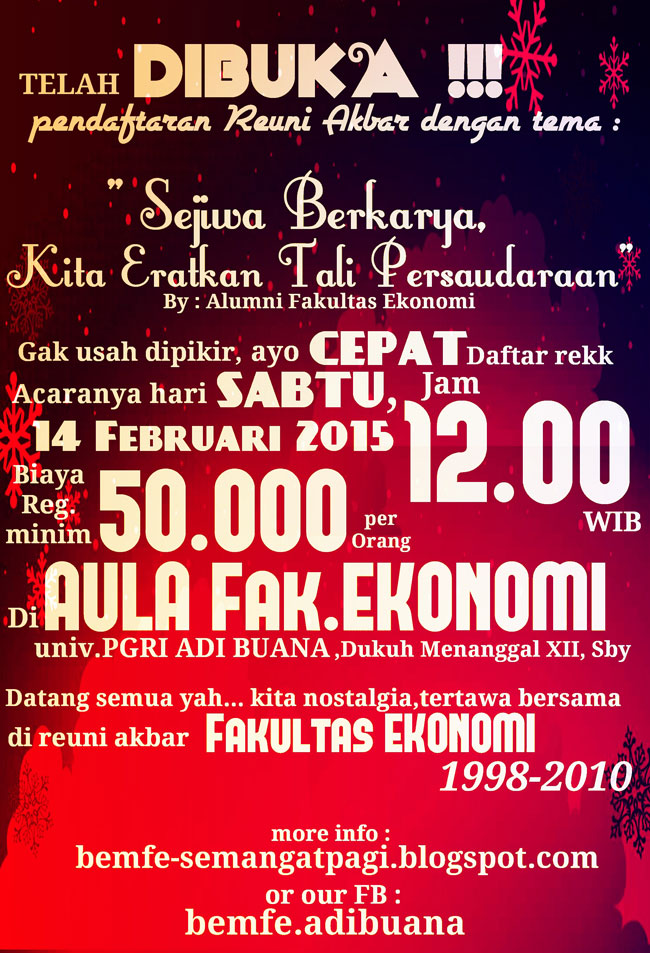 TELAH DIBUKA !!!
pendaftaran Reuni Akbar dengan tema :
" Sejiwa Berkarya,
Kita Eratkan Tali Persaudaraan"
By : Alumni Fakultas Ekonomi
Gak usah dipikir, ayo CEPAT Daftar rekk
Acaranya hari SABTU, Jam
14 Februari 2015 12.00
WIB
Biaya
Reg.
minim 50.000 per
Orang
Di AULA Fak.EKONOMI
univ.PGRI ADI BUANA ,Dukuh Menanggal XII, Sby
Datang semua yah... kita nostalgia,tertawa bersama
di reuni akbar FAKULTAS EKONOMI
1998-2010
more info :
bemfe-semangatpagi.blogspot.com
or our FB :
bemfe.adibuana